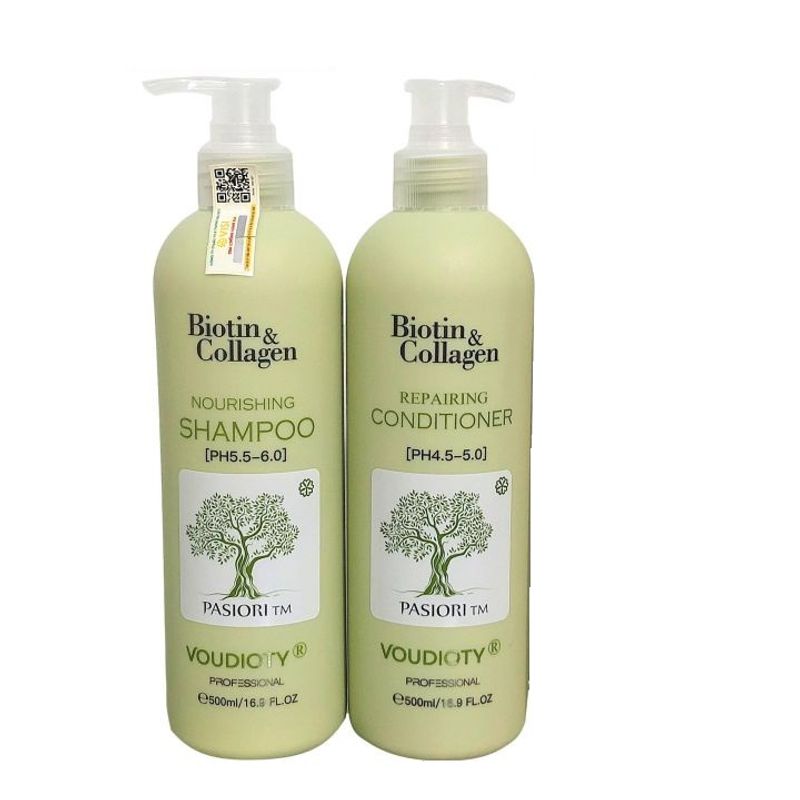 Biotin &
Collagen
NOURISHING
SHAMPOO
[PH5.5-6.0]
PASIORI TM
VOUDIOTY ®
PROFESSIONAL
℮500ml/16.9 FL.OZ
Biotin &
Collagen
REPAIRING
CONDITIONER
[PH4.5-5.0]
PASIORI TM
VOUDIOTY ®
PROFESSIONAL
℮500ml/16.9 FL.OZ